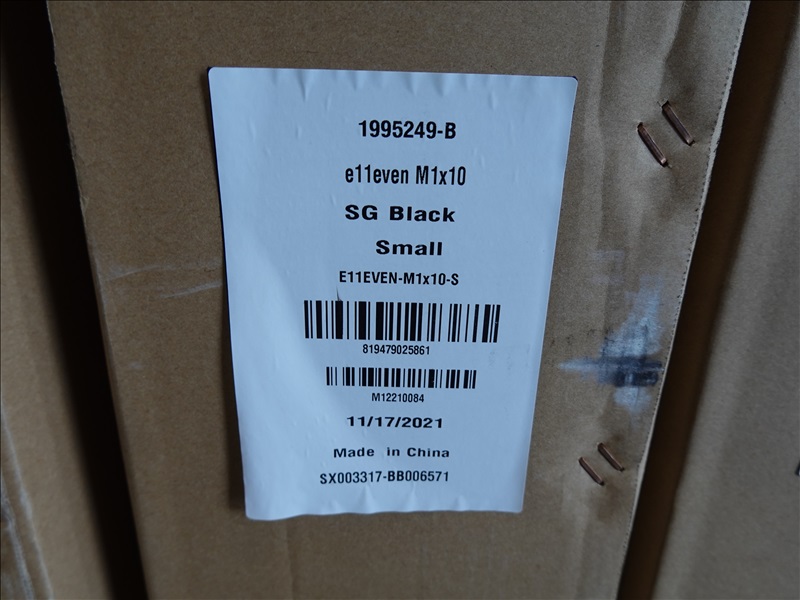 1995249-B
e11even M1x10
SG Black
Small
E11EVEN-M1x10-S
819479025861
M12210084
11/17/2021
Made in China
SX003317-BB006571